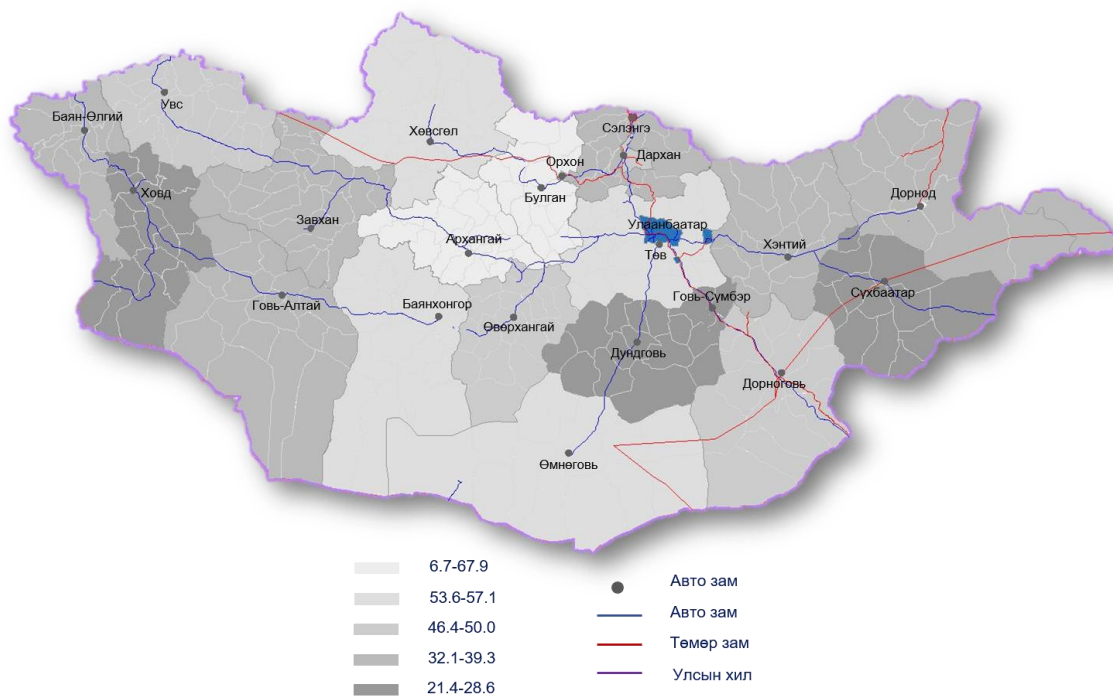 Увс
Баян-Өлгий
Ховд
Завхан
Говь-Алтай
Хөвсгөл
Орхон
Булган
Архангай
Баянхонгор
Өвөрхангай
Сэлэнгэ
Дархан
Улаанбаатар
Төв
Говь-Сүмбэр
Дундговь
Өмнөговь
Дорноговь
Хэнтий
Дорнод
Сүхбаатар
6.7-67.9
53.6-57.1
46.4-50.0
32.1-39.3
21.4-28.6
Авто зам
Авто зам
Төмөр зам
Улсын хил